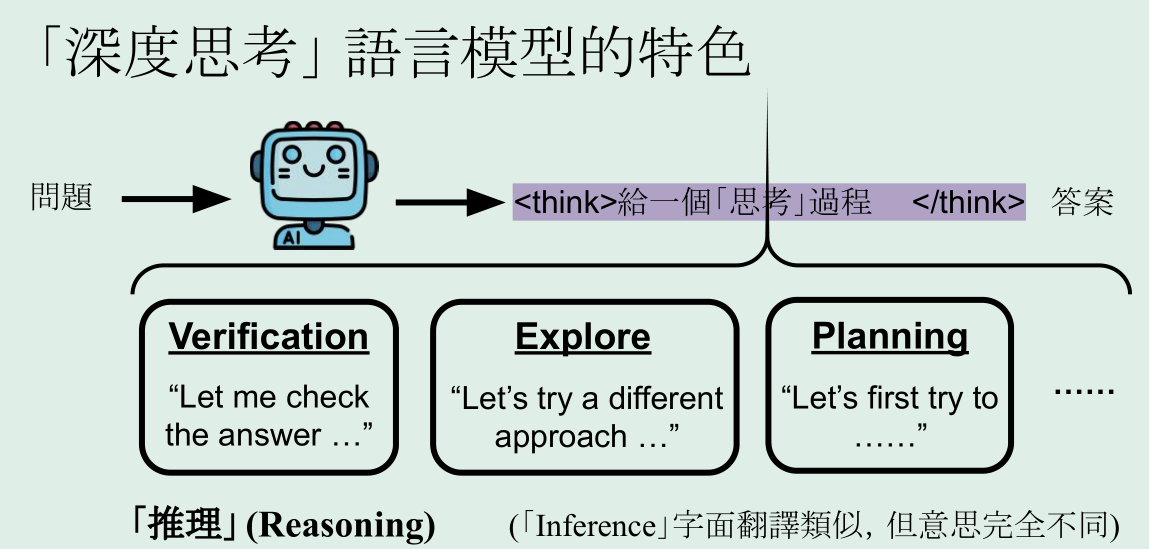 「深度思考」語言模型的特色
問題
AI
<think>給一個「思考」過程 </think> 答案
Verification
“Let me check
the answer …”
Explore
“Let’s try a different
approach …”
Planning
“Let’s first try to
……”
……
「推理」(Reasoning) (「Inference」字面翻譯類似, 但意思完全不同)